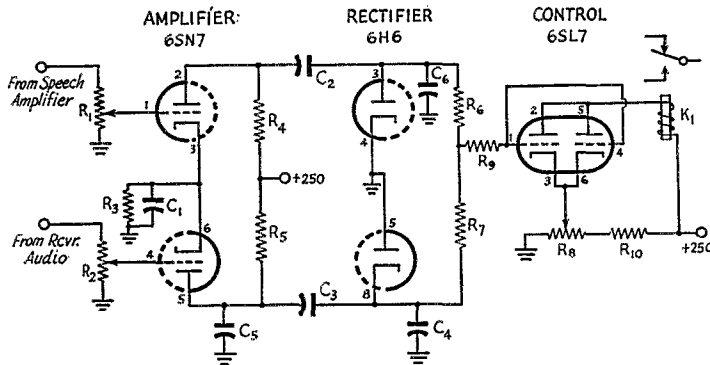 AMPLIFIER:
6SN7
RECTIFIER
6H6
CONTROL
6SL7
From Speech
Amplifier
R1
1
2
3
R3
C1
From Rcvr.
Audio
R2
4
5
6
C5
R4
+250
R5
C2
C3
3
4
C6
5
8
C4
R6
R7
R9
1
2
5
4
3
6
K1
R8
R10
+250